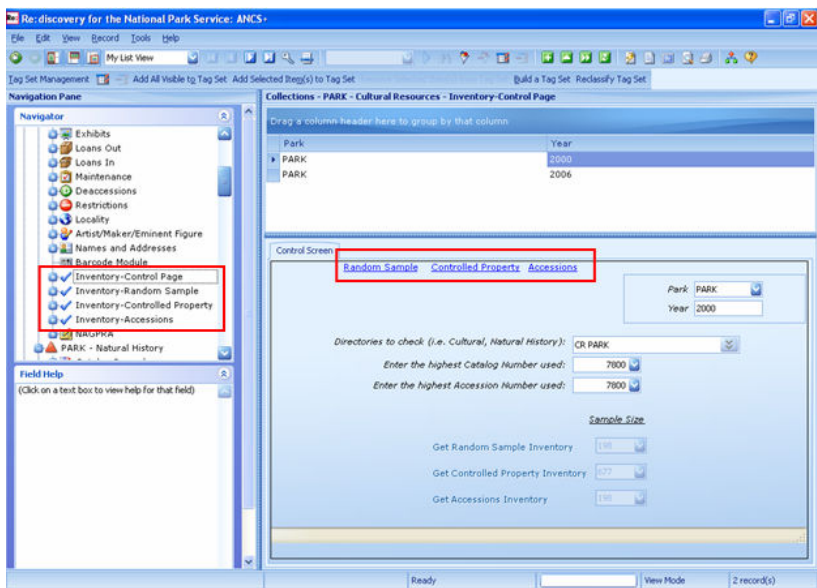 Re:discovery for the National Park Service: ANCS+
File Edit View Record Tools Help
My List View
Tag Set Management Add All Visible to Tag Set Add Selected Item(s) to Tag Set Build a Tag Set Reclassify Tag Set
Navigation Pane
Navigator
Exhibits
Loans Out
Loans In
Maintenance
Deaccessions
Restrictions
Locality
Artist/Maker/Eminent Figure
Names and Addresses
Barcode Module
Inventory-Control Page
Inventory-Random Sample
Inventory-Controlled Property
Inventory-Accessions
NAGPRA
PARK - Natural History
Field Help
(Click on a text box to view help for that field)
Collections - PARK - Cultural Resources - Inventory-Control Page
Drag a column header here to group by that column
Park Year
PARK 2000
PARK 2006
Control Screen
Random Sample Controlled Property Accessions
Park PARK
Year 2000
Directories to check (i.e. Cultural, Natural History): CR PARK
Enter the highest Catalog Number used: 7800
Enter the highest Accession Number used: 7800
Sample Size
Get Random Sample Inventory
Get Controlled Property Inventory 677
Get Accessions Inventory
Ready View Mode 2 record(s)